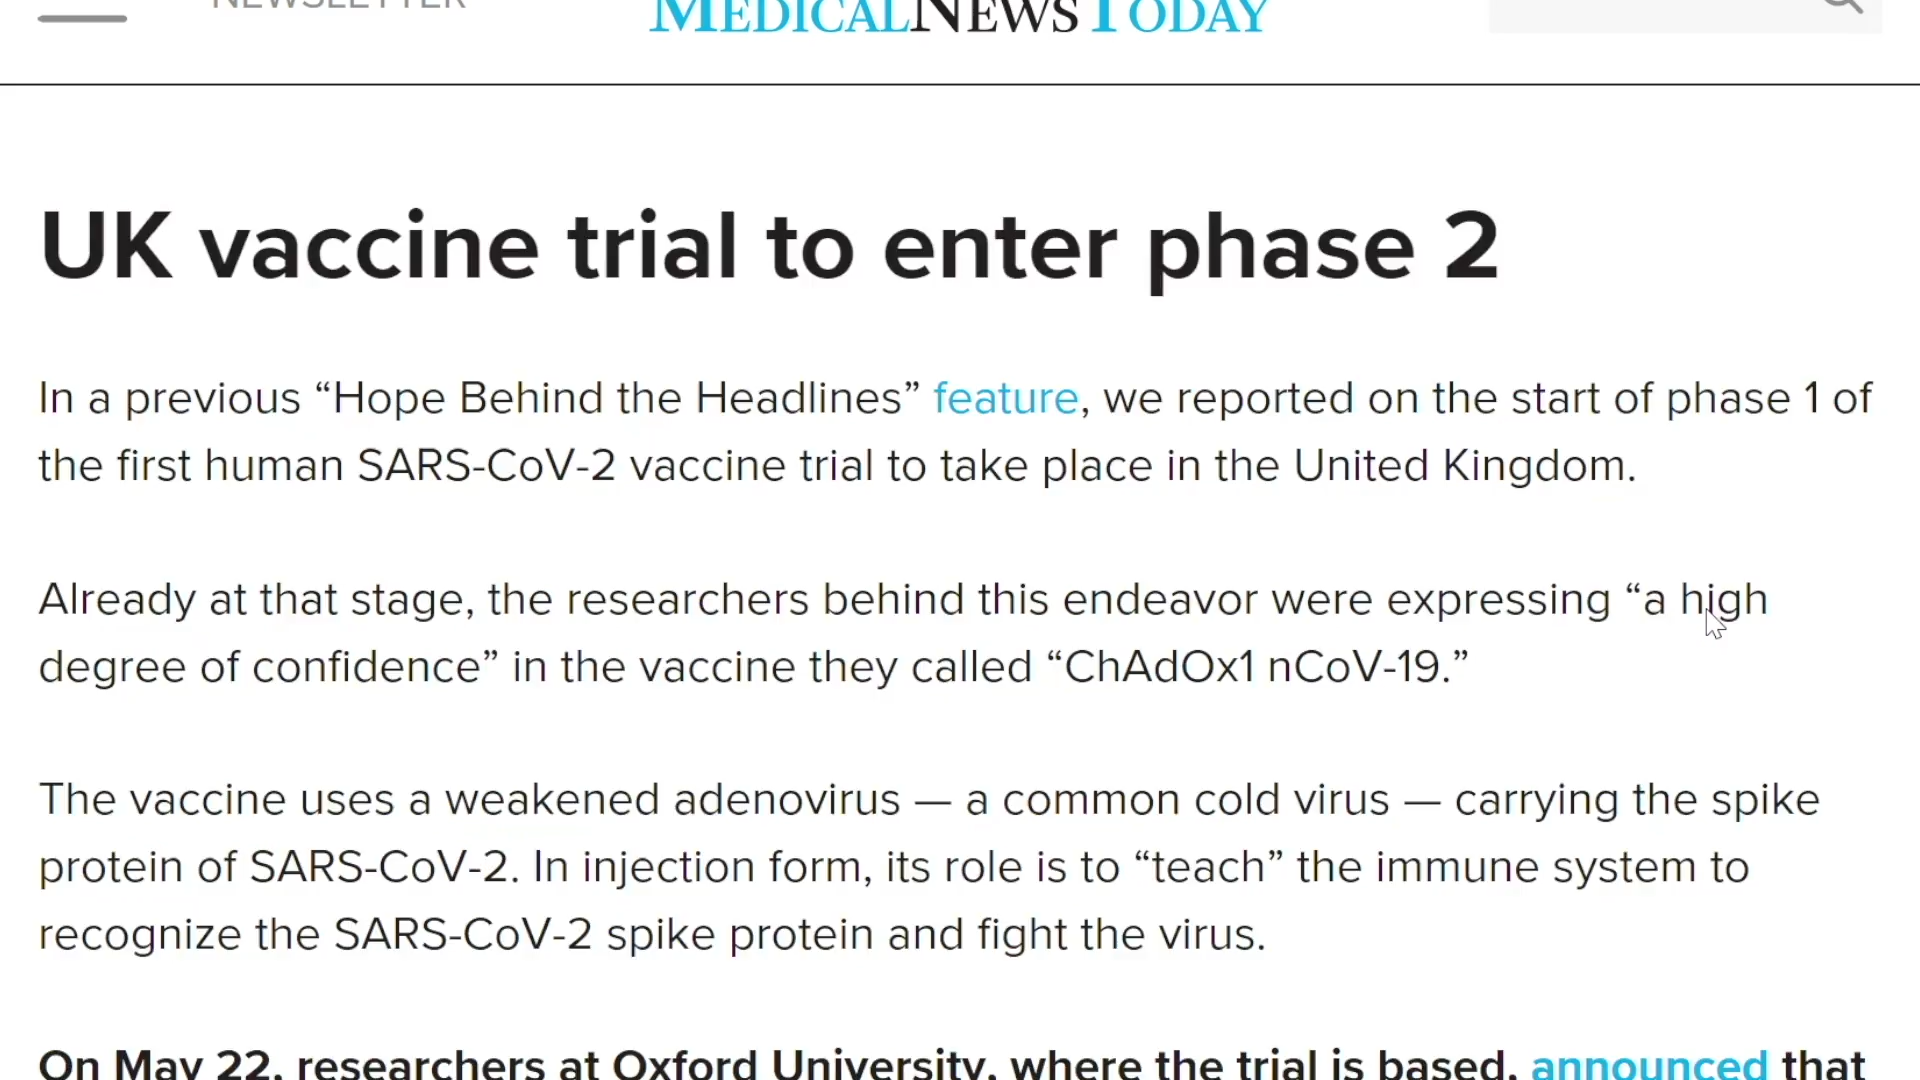 NEWSLETTER
MEDICALNEWSTODAY
UK vaccine trial to enter phase 2
In a previous “Hope Behind the Headlines” feature, we reported on the start of phase 1 of
the first human SARS-CoV-2 vaccine trial to take place in the United Kingdom.
Already at that stage, the researchers behind this endeavor were expressing “a high
degree of confidence” in the vaccine they called “ChAdOx1 nCoV-19.”
The vaccine uses a weakened adenovirus — a common cold virus — carrying the spike
protein of SARS-CoV-2. In injection form, its role is to “teach” the immune system to
recognize the SARS-CoV-2 spike protein and fight the virus.
On May 22, researchers at Oxford University, where the trial is based, announced that